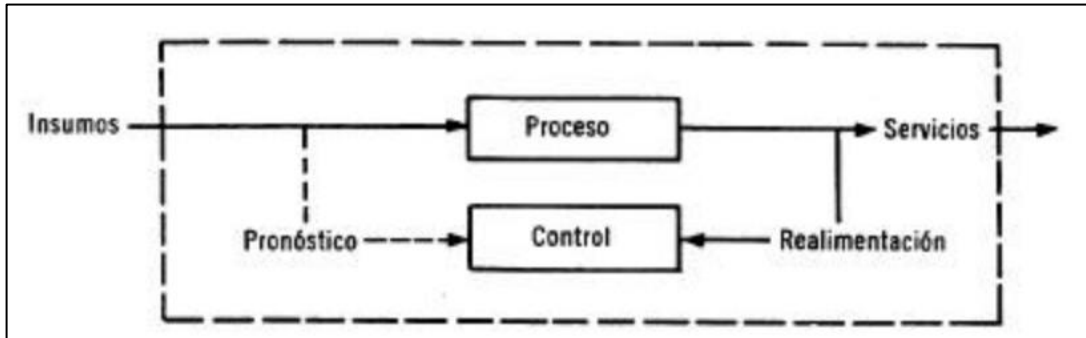 Insumos
Proceso
Servicios
Pronóstico
Control
Realimentación